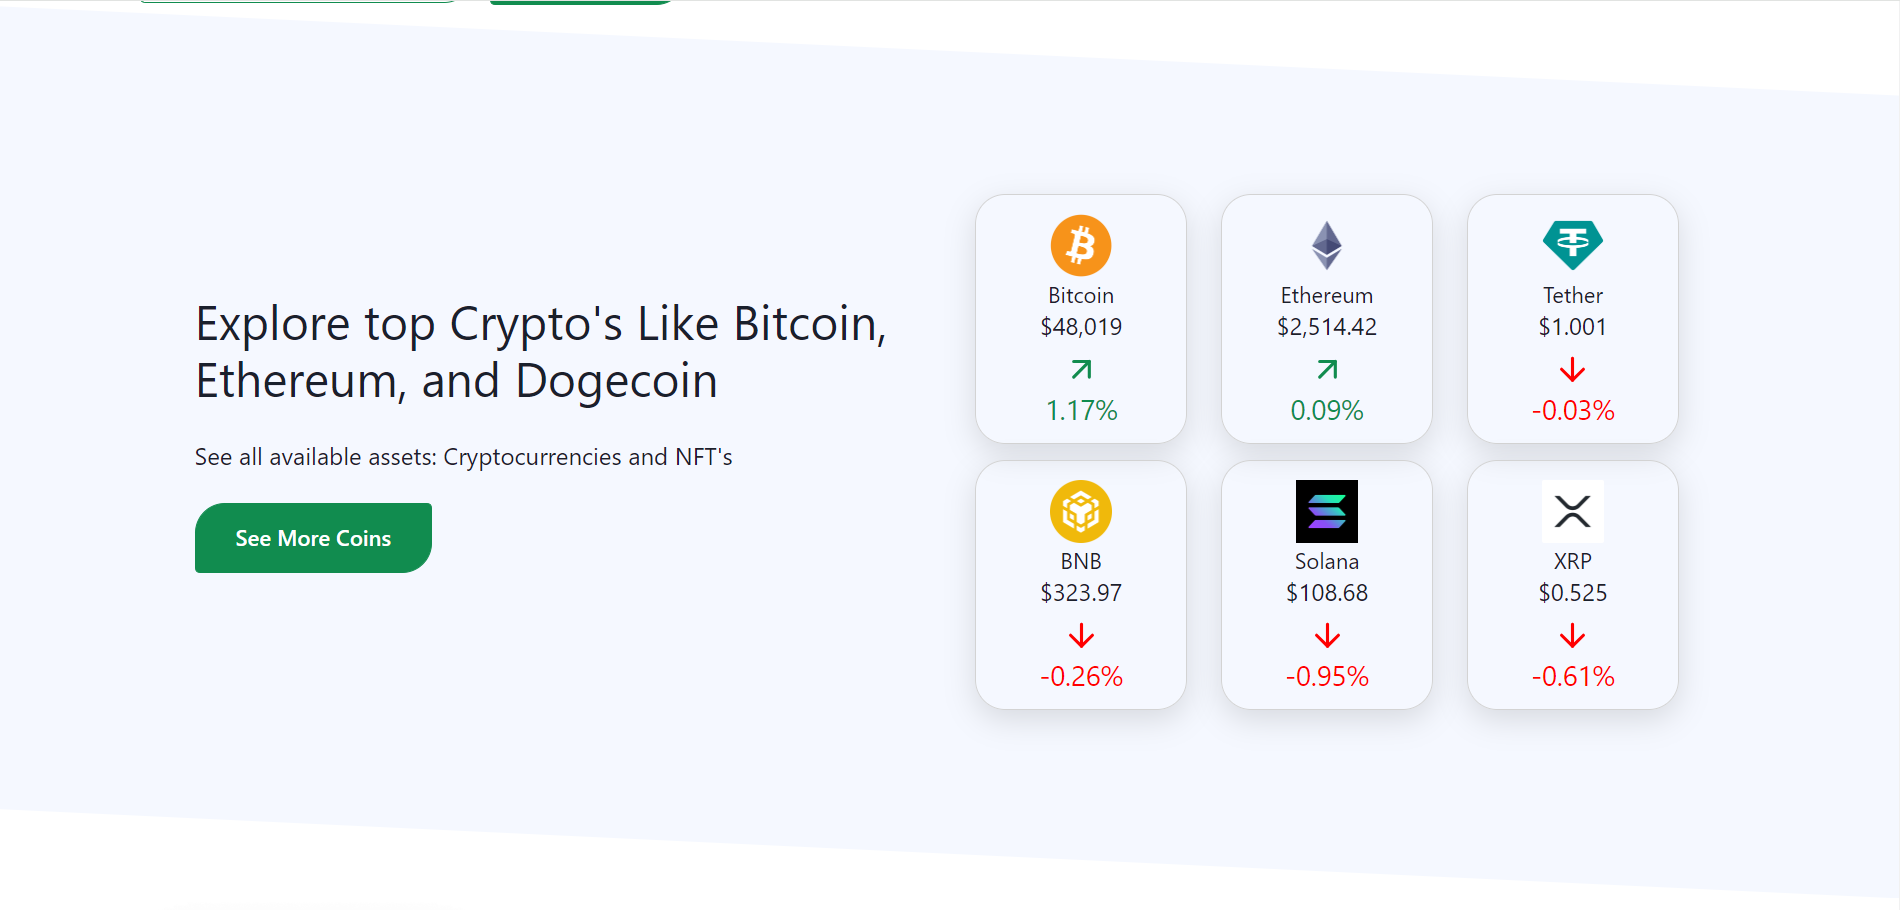 Explore top Crypto's Like Bitcoin,
Ethereum, and Dogecoin
See all available assets: Cryptocurrencies and NFT's
See More Coins
Bitcoin
$48,019
1.17%
Ethereum
$2,514.42
0.09%
Tether
$1.001
-0.03%
BNB
$323.97
-0.26%
Solana
$108.68
-0.95%
XRP
$0.525
-0.61%